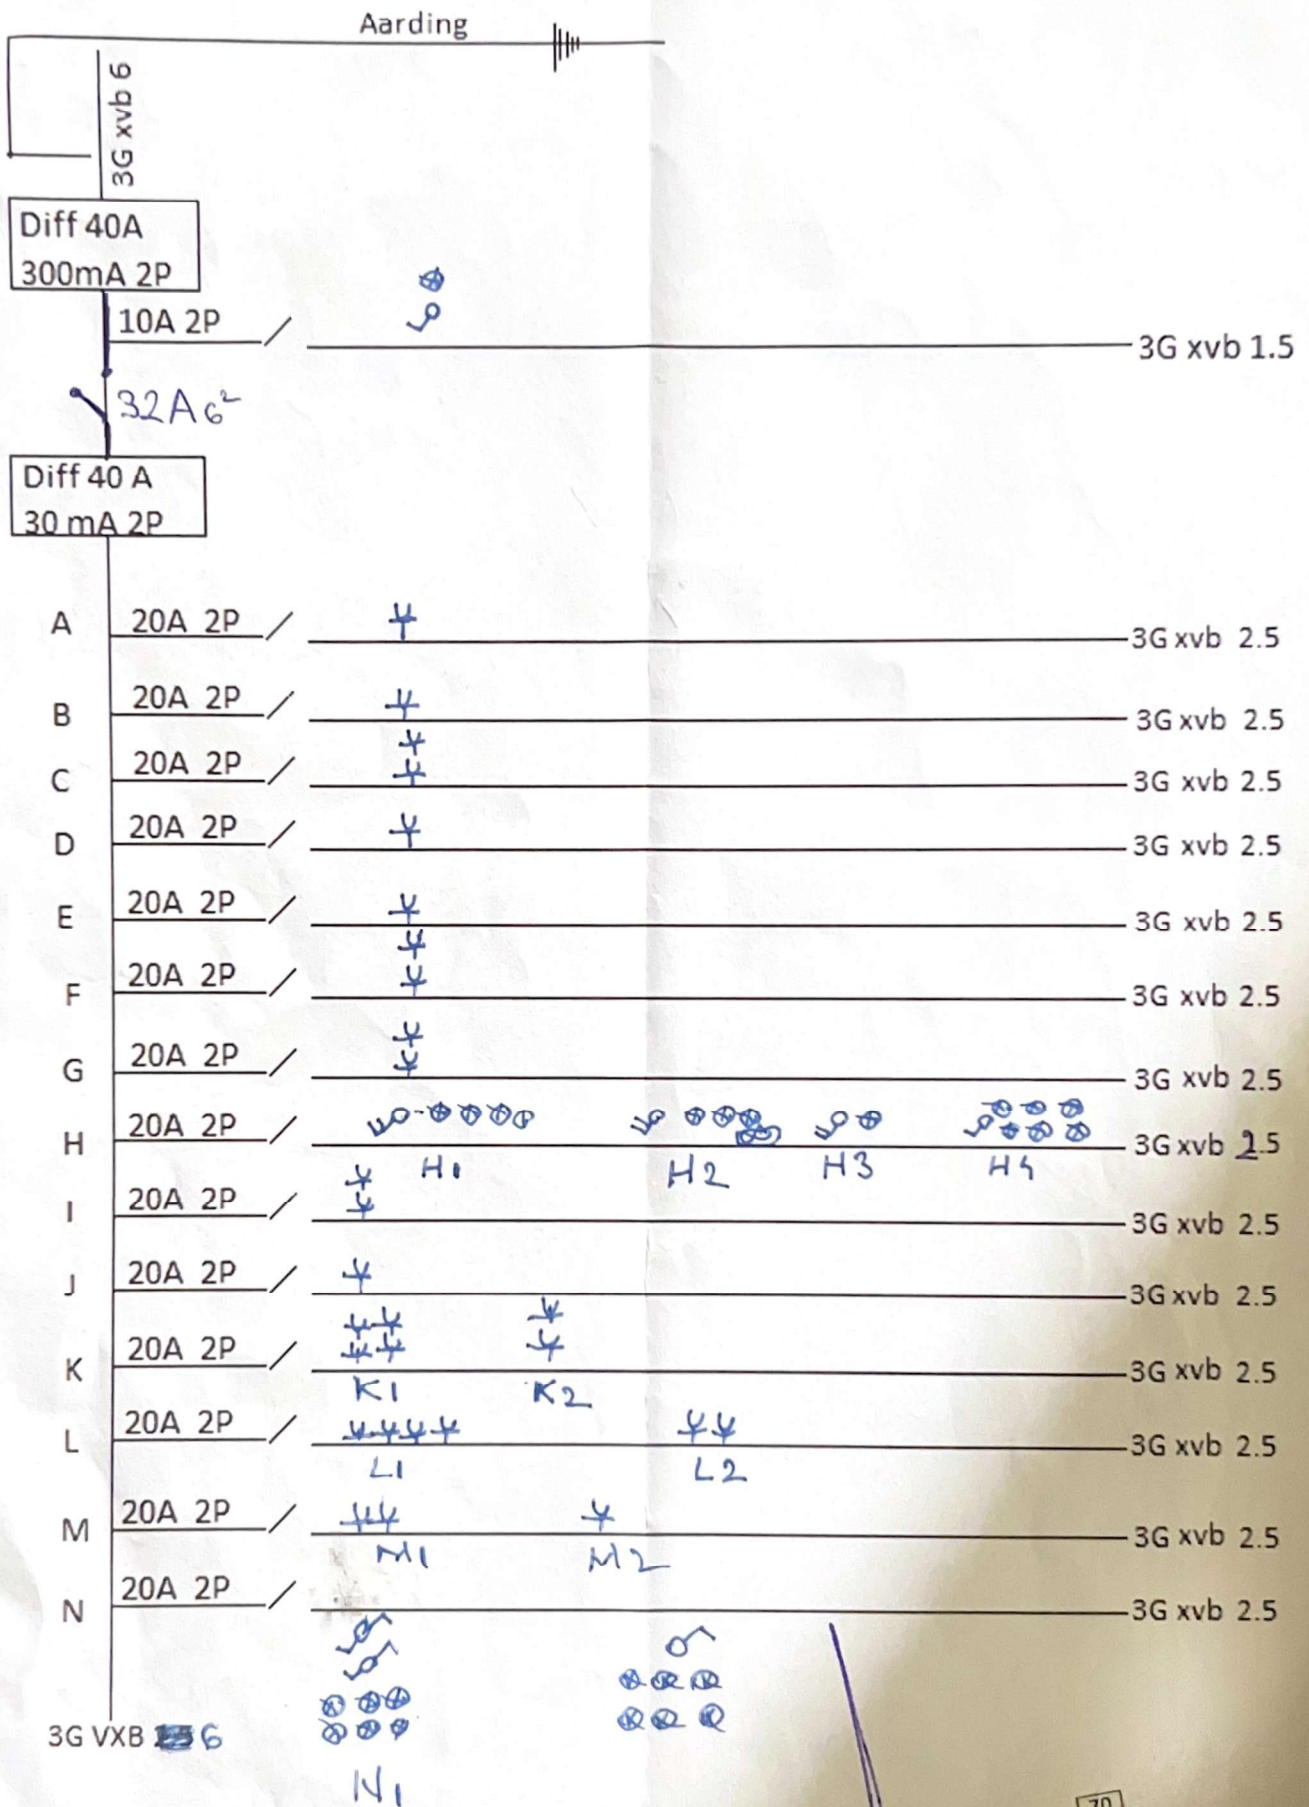 Aarding
3G xvb 6
Diff 40A
300mA 2P
10A 2P
3G xvb 1.5
32A 6²
Diff 40 A
30 mA 2P
A 20A 2P 3G xvb 2.5
B 20A 2P 3G xvb 2.5
C 20A 2P 3G xvb 2.5
D 20A 2P 3G xvb 2.5
E 20A 2P 3G xvb 2.5
F 20A 2P 3G xvb 2.5
G 20A 2P 3G xvb 2.5
H 20A 2P 3G xvb 2.5
H1 H2 H3 H4
I 20A 2P 3G xvb 2.5
J 20A 2P 3G xvb 2.5
K 20A 2P 3G xvb 2.5
K1 K2
L 20A 2P 3G xvb 2.5
L1 L2
M 20A 2P 3G xvb 2.5
M1 M2
N 20A 2P 3G xvb 2.5
3G VXB 6
N1